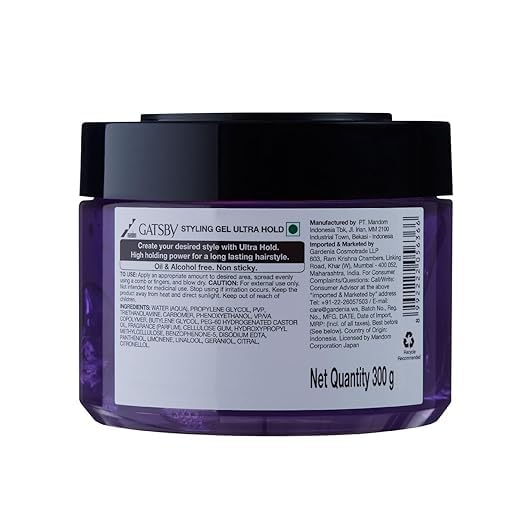 mandom
GATSBY STYLING GEL ULTRA HOLD
Create your desired style with Ultra Hold.
High holding power for a long lasting hairstyle.
Oil & Alcohol free. Non sticky.
TO USE: Apply an appropriate amount to desired area, spread evenly
using a comb or fingers, and blow dry. CAUTION: For external use only.
Not intended for medicinal use. Stop using if irritation occurs. Keep the
product away from heat and direct sunlight. Keep out of reach of
children.
INGREDIENTS: WATER (AQUA), PROPYLENE GLYCOL, PVP,
TRIETHANOLAMINE, CARBOMER, PHENOXYETHANOL, VP/VA
COPOLYMER, BUTYLENE GLYCOL, PEG-60 HYDROGENATED CASTOR
OIL, FRAGRANCE (PARFUM), CELLULOSE GUM, HYDROXYPROPYL
METHYLCELLULOSE, BENZOPHENONE-5, DISODIUM EDTA,
PANTHENOL, LIMONENE, LINALOOL, GERANIOL, CITRAL,
CITRONELLOL.
Manufactured by PT. Mandom
Indonesia Tbk, Jl. Irian, MM 2100
Industrial Town, Bekasi - Indonesia.
Imported & Marketed by
Gardenia Cosmotrade LLP
603, Ram Krishna Chambers, Linking
Road, Khar (W), Mumbai - 400 052,
Maharashtra, India. For Consumer
Complaints/Questions: Call/Write:
Consumer Advisor at the above
"imported & Marketed by" address
Tel: +91-22-26057503 / E-mail:
care@gardenia.ws. Batch No., Reg.
No., MFG. DATE, Date of Import,
MRP: (Incl. of all taxes), Best before
(See below). Country of Origin:
Indonesia. Licensed by Mandom
Corporation Japan
Recycle
Recommended
Net Quantity 300 g